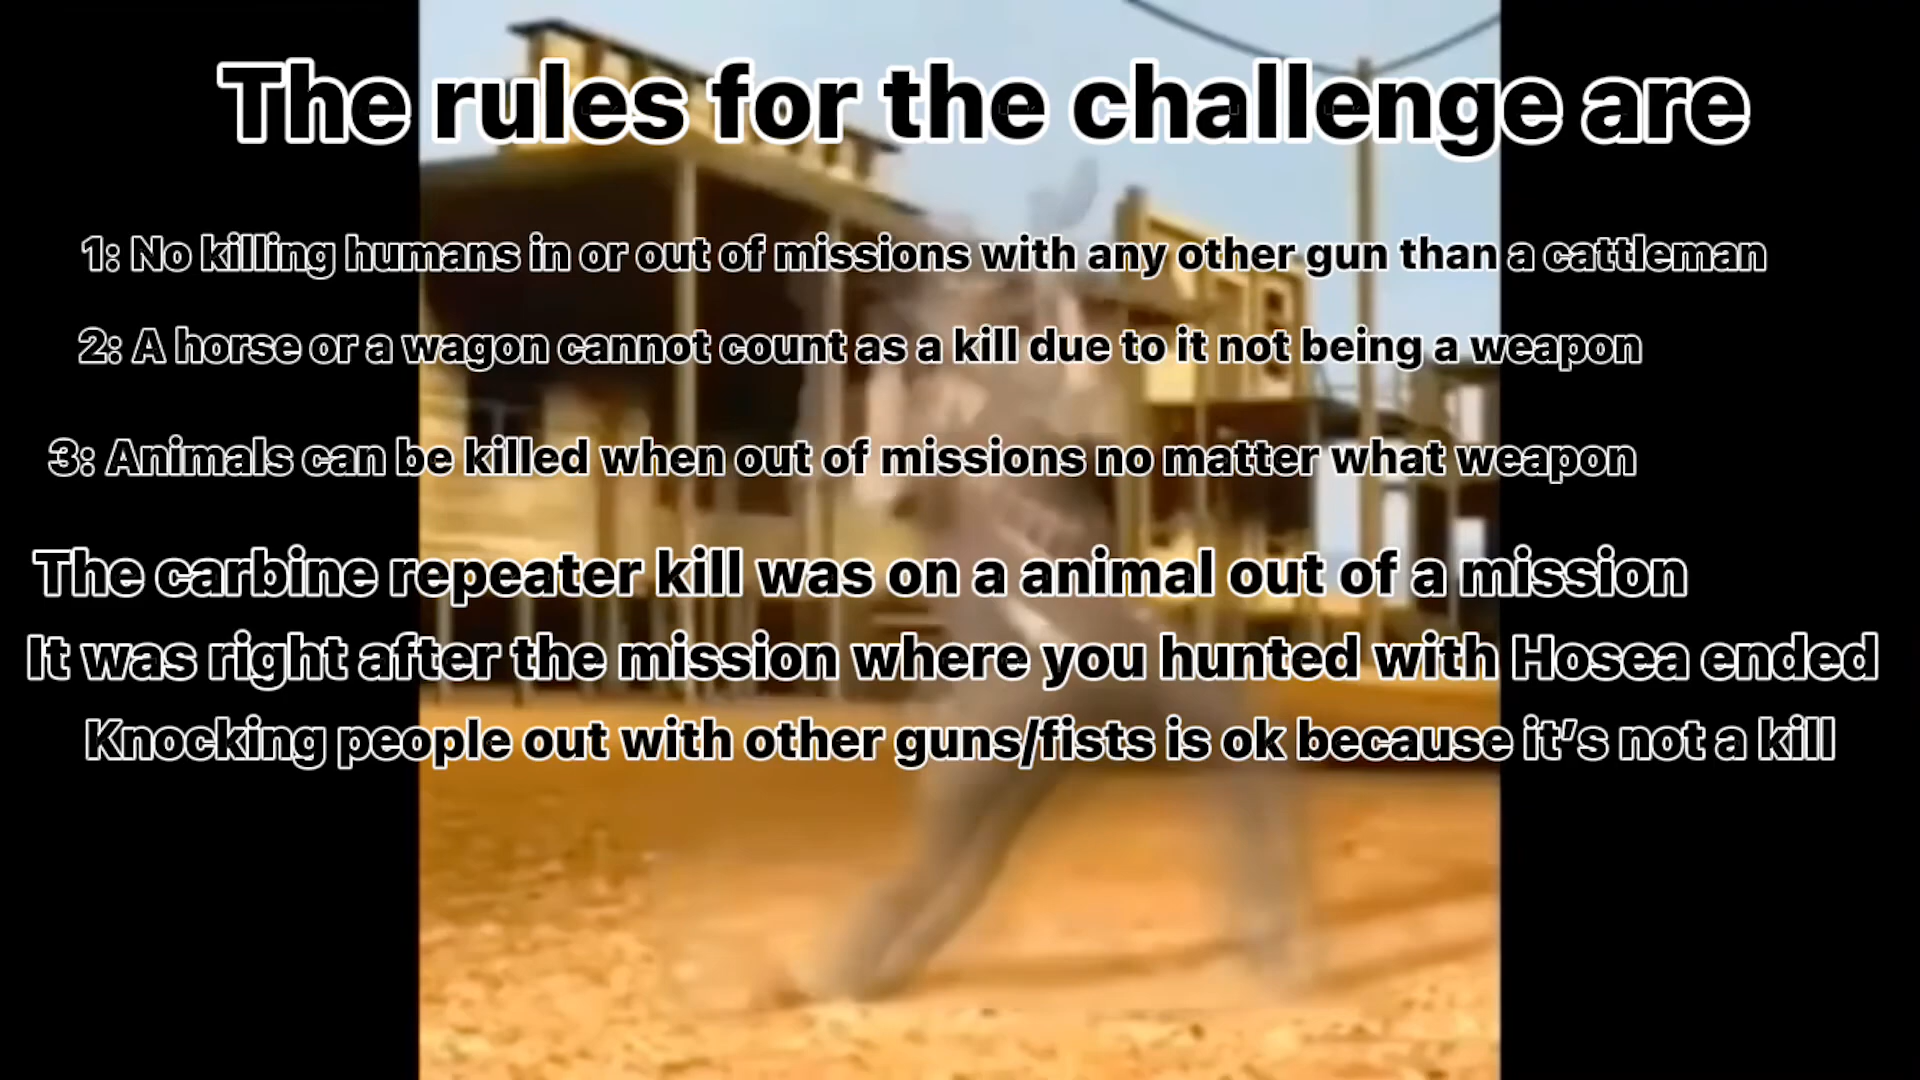 The rules for the challenge are
1: No killing humans in or out of missions with any other gun than a cattleman
2: A horse or a wagon cannot count as a kill due to it not being a weapon
3: Animals can be killed when out of missions no matter what weapon
The carbine repeater kill was on a animal out of a mission
It was right after the mission where you hunted with Hosea ended
Knocking people out with other guns/fists is ok because it’s not a kill